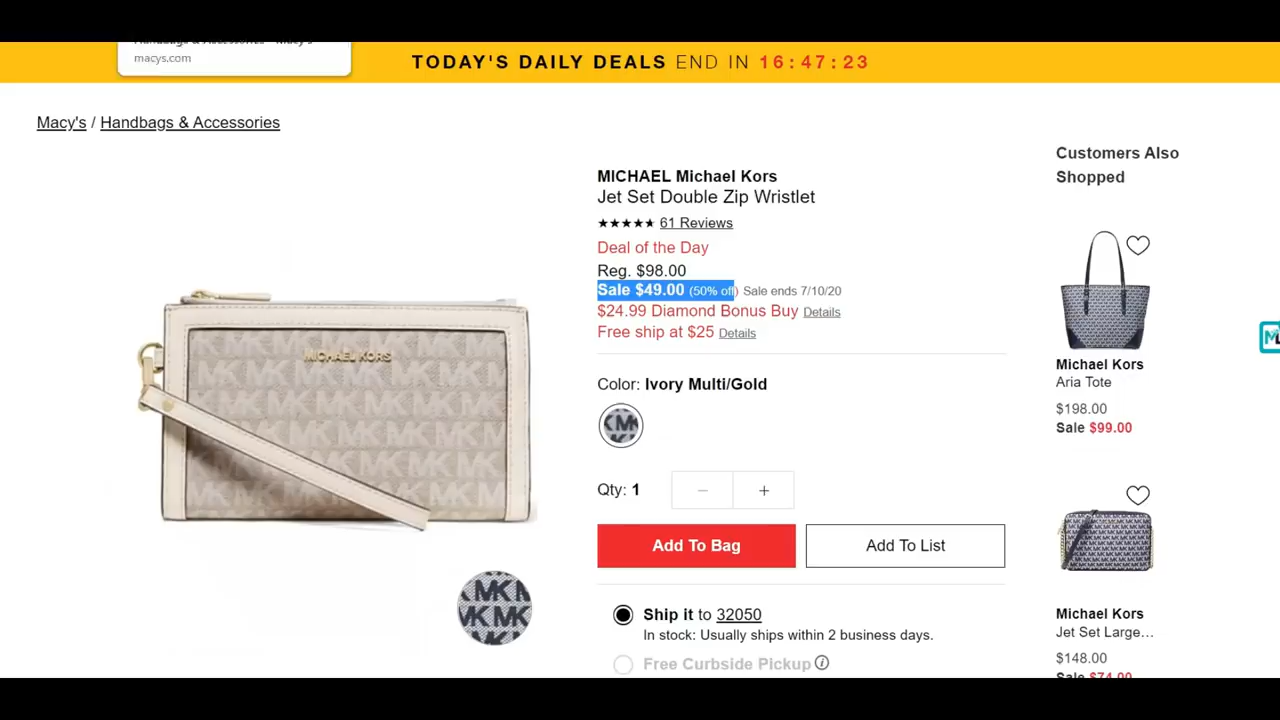 macys.com
TODAY'S DAILY DEALS END IN 16:47:23
Macy's / Handbags & Accessories
MICHAEL KORS
MICHAEL Michael Kors
Jet Set Double Zip Wristlet
61 Reviews
Deal of the Day
Reg. $98.00
Sale $49.00 (50% off) Sale ends 7/10/20
$24.99 Diamond Bonus Buy Details
Free ship at $25 Details
Color: Ivory Multi/Gold
Qty: 1
Add To Bag
Add To List
Ship it to 32050
In stock: Usually ships within 2 business days.
Free Curbside Pickup
Customers Also
Shopped
Michael Kors
Aria Tote
$198.00
Sale $99.00
Michael Kors
Jet Set Large...
$148.00
Sale $74.00